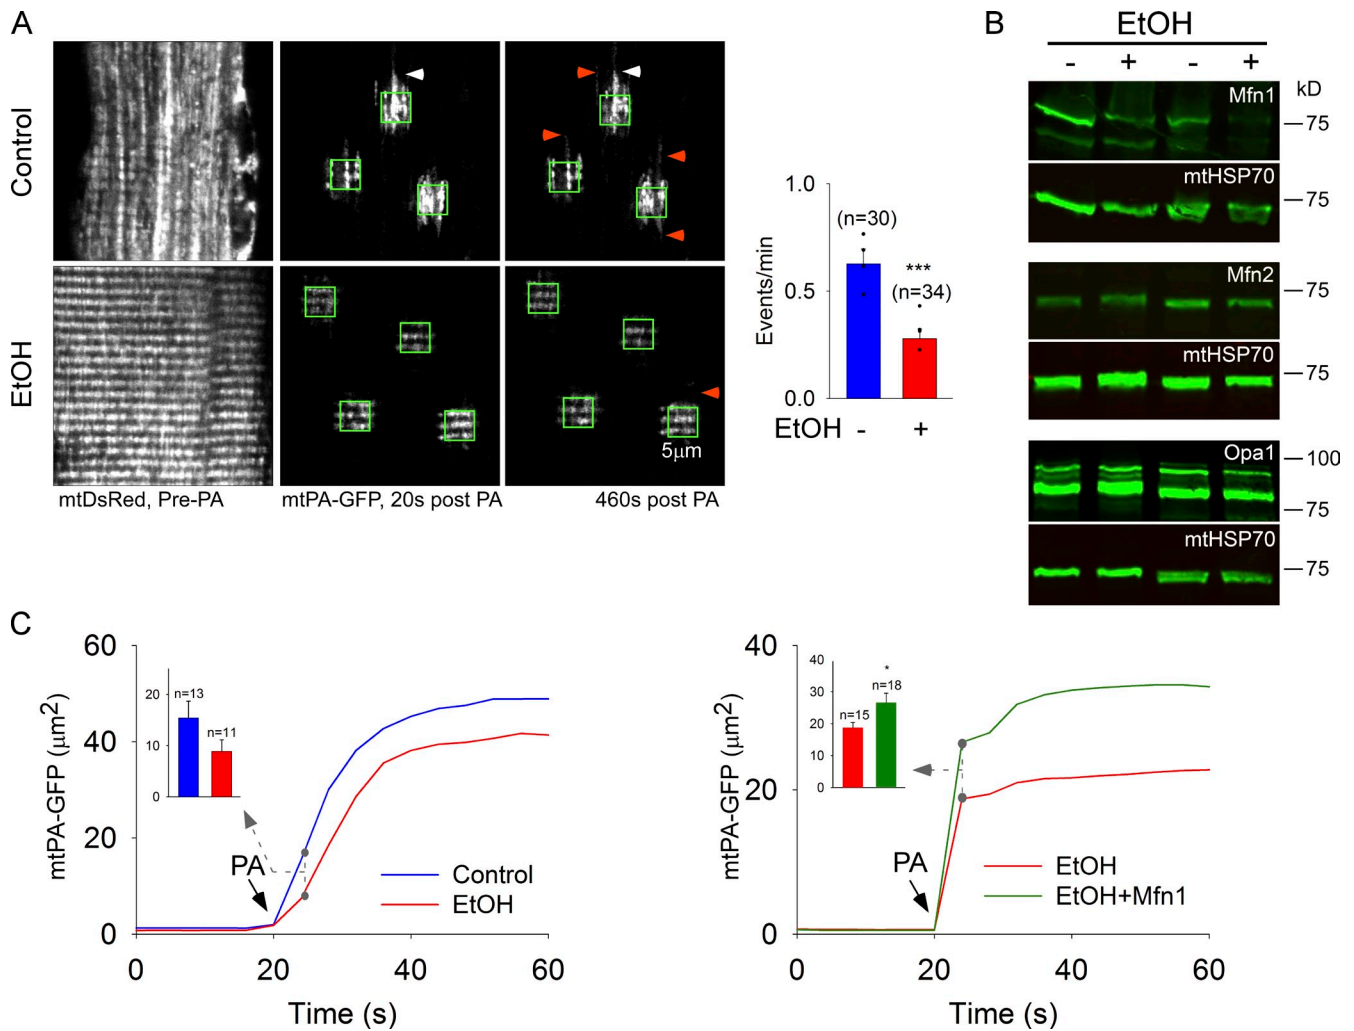 A
Control
EtOH
mtDsRed, Pre-PA
mtPA-GFP, 20s post PA
460s post PA
5μm
Events/min
1.0
0.5
0.0
(n=30)
***
(n=34)
EtOH - +
B
EtOH
- + - +
kD
Mfn1
75
mtHSP70
75
Mfn2
75
mtHSP70
75
Opa1
100
75
mtHSP70
75
C
mtPA-GFP (μm²)
60
40
20
0
20
10
0
n=13
n=11
PA
Control
EtOH
0 20 40 60
Time (s)
mtPA-GFP (μm²)
40
20
0
40
30
20
10
0
*
n=18
n=15
PA
EtOH
EtOH+Mfn1
0 20 40 60
Time (s)